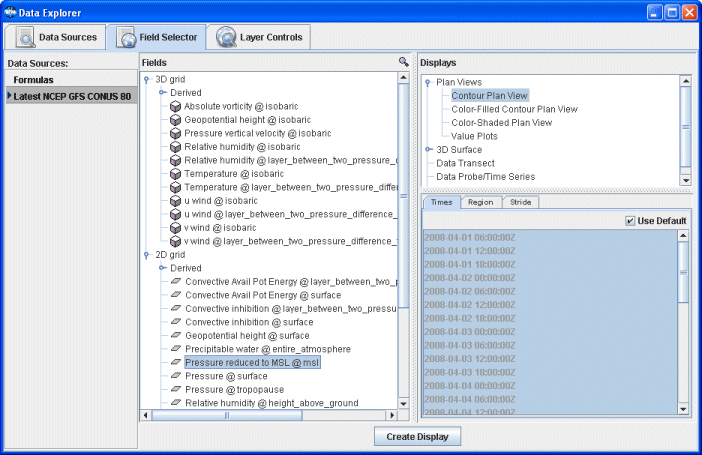 Data Explorer
Data Sources
Field Selector
Layer Controls
Data Sources:
Formulas
Latest NCEP GFS CONUS 80
Fields
3D grid
Derived
Absolute vorticity @ isobaric
Geopotential height @ isobaric
Pressure vertical velocity @ isobaric
Relative humidity @ isobaric
Relative humidity @ layer_between_two_pressure_di
Temperature @ isobaric
Temperature @ layer_between_two_pressure_differ
u wind @ isobaric
u wind @ layer_between_two_pressure_difference_
v wind @ isobaric
v wind @ layer_between_two_pressure_difference_
2D grid
Derived
Convective Avail Pot Energy @ layer_between_two_p
Convective Avail Pot Energy @ surface
Convective inhibition @ layer_between_two_pressu
Convective inhibition @ surface
Geopotential height @ surface
Precipitable water @ entire_atmosphere
Pressure reduced to MSL @ msl
Pressure @ surface
Pressure @ tropopause
Relative humidity @ height_above_ground
Displays
Plan Views
Contour Plan View
Color-Filled Contour Plan View
Color-Shaded Plan View
Value Plots
3D Surface
Data Transect
Data Probe/Time Series
Times
Region
Stride
Use Default
2008-04-01 06:00:00Z
2008-04-01 12:00:00Z
2008-04-01 18:00:00Z
2008-04-02 00:00:00Z
2008-04-02 06:00:00Z
2008-04-02 12:00:00Z
2008-04-02 18:00:00Z
2008-04-03 00:00:00Z
2008-04-03 06:00:00Z
2008-04-03 12:00:00Z
2008-04-03 18:00:00Z
2008-04-04 00:00:00Z
2008-04-04 06:00:00Z
2008-04-04 12:00:00Z
Create Display